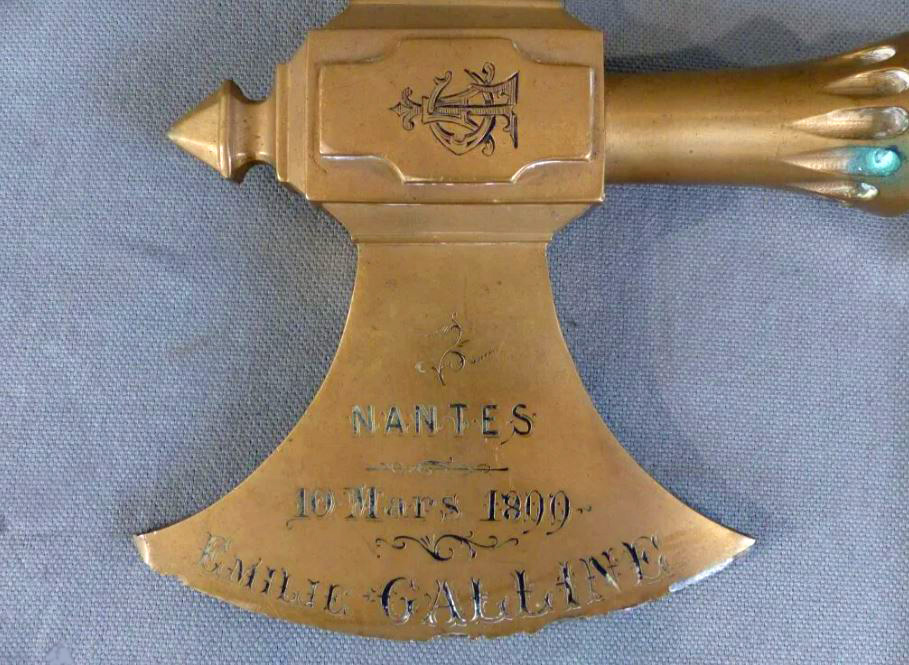 NANTES
10 Mars 1899
EMILIE GALLINE